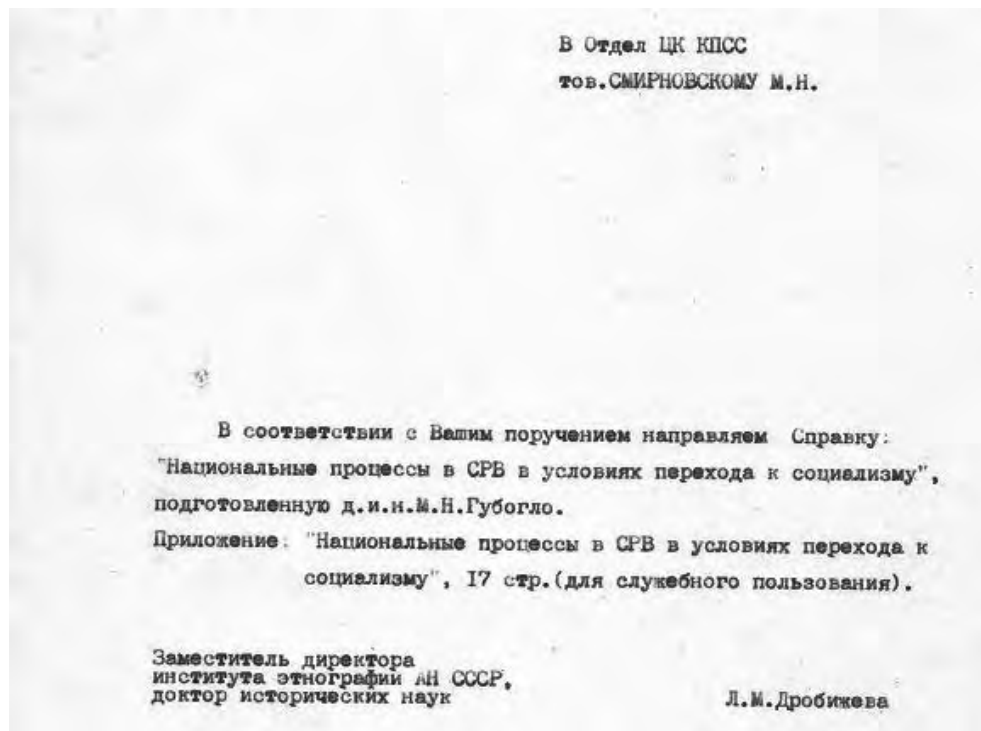 В Отдел ЦК КПСС
тов.СМИРНОВСКОМУ М.Н.
В соответствии с Вашим поручением направляем Справку:
"Национальные процессы в СРВ в условиях перехода к социализму",
подготовленную д.и.н.М.Н.Губогло.
Приложение: "Национальные процессы в СРВ в условиях перехода к
социализму", 17 стр.(для служебного пользования).
Заместитель директора
института этнографии АН СССР,
доктор исторических наук
Л.М.Дробижева